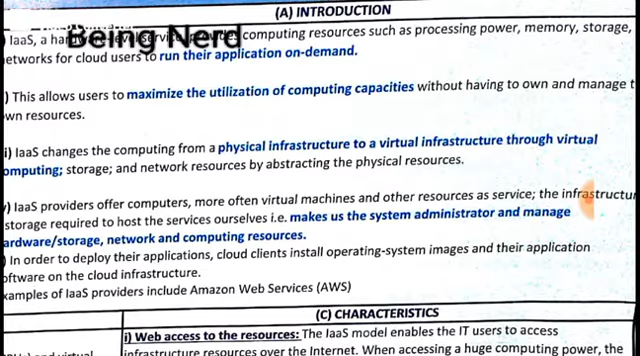 (A) INTRODUCTION
Being Nerd
) IaaS, a hardware-level service, provides computing resources such as processing power, memory, storage,
etworks for cloud users to run their application on-demand.
) This allows users to maximize the utilization of computing capacities without having to own and manage t
wn resources.
i) IaaS changes the computing from a physical infrastructure to a virtual infrastructure through virtual
omputing; storage; and network resources by abstracting the physical resources.
) IaaS providers offer computers, more often virtual machines and other resources as service; the infrastructur
storage required to host the services ourselves i.e. makes us the system administrator and manage
ardware/storage, network and computing resources.
) In order to deploy their applications, cloud clients install operating-system images and their application
oftware on the cloud infrastructure.
xamples of IaaS providers include Amazon Web Services (AWS)
(C) CHARACTERISTICS
i) Web access to the resources: The IaaS model enables the IT users to access
infrastructure resources over the Internet. When accessing a huge computing power, the